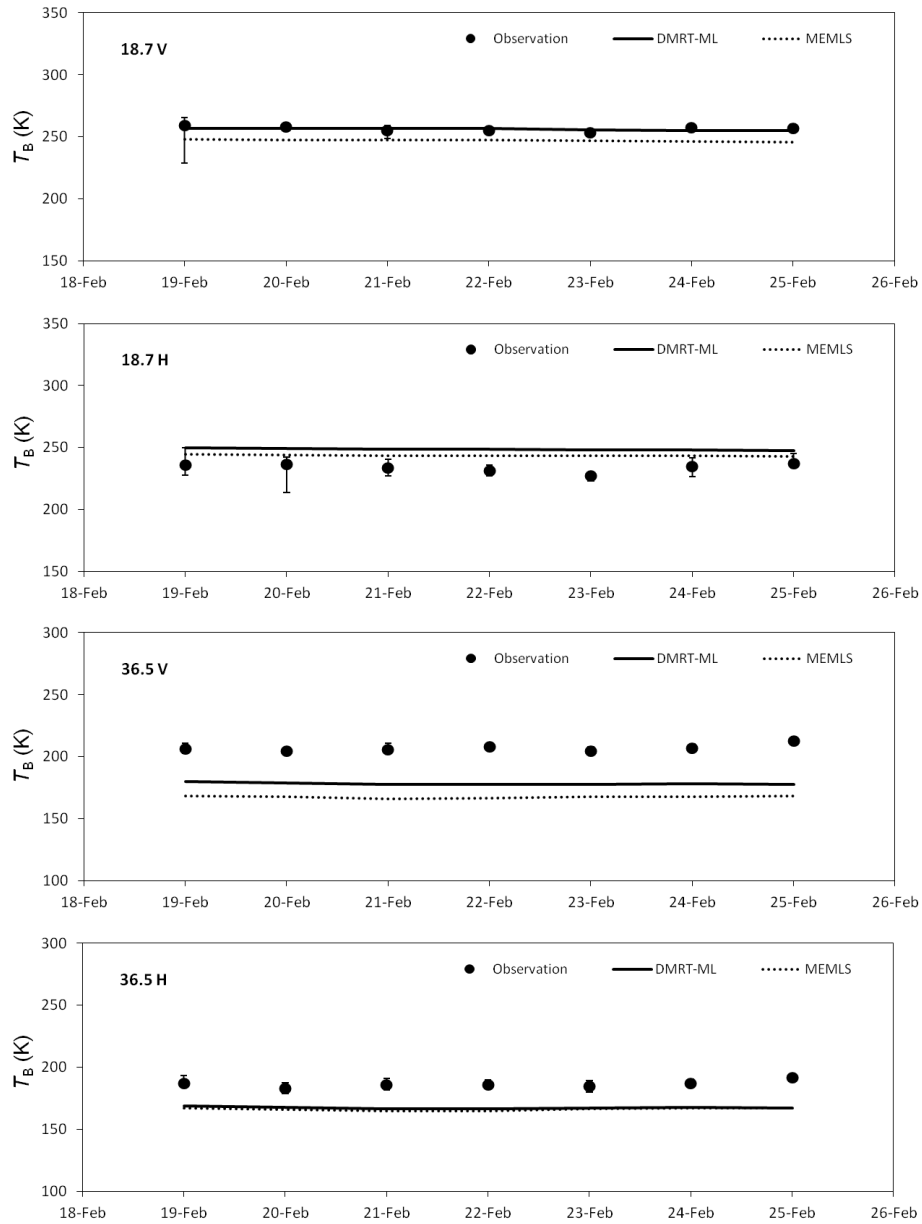 350
18.7 V
Observation DMRT-ML MEMLS
300
250
200
150
T_B (K)
18-Feb 19-Feb 20-Feb 21-Feb 22-Feb 23-Feb 24-Feb 25-Feb 26-Feb
350
18.7 H
Observation DMRT-ML MEMLS
300
250
200
150
T_B (K)
18-Feb 19-Feb 20-Feb 21-Feb 22-Feb 23-Feb 24-Feb 25-Feb 26-Feb
300
36.5 V
Observation DMRT-ML MEMLS
250
200
150
100
T_B (K)
18-Feb 19-Feb 20-Feb 21-Feb 22-Feb 23-Feb 24-Feb 25-Feb 26-Feb
300
36.5 H
Observation DMRT-ML MEMLS
250
200
150
100
T_B (K)
18-Feb 19-Feb 20-Feb 21-Feb 22-Feb 23-Feb 24-Feb 25-Feb 26-Feb